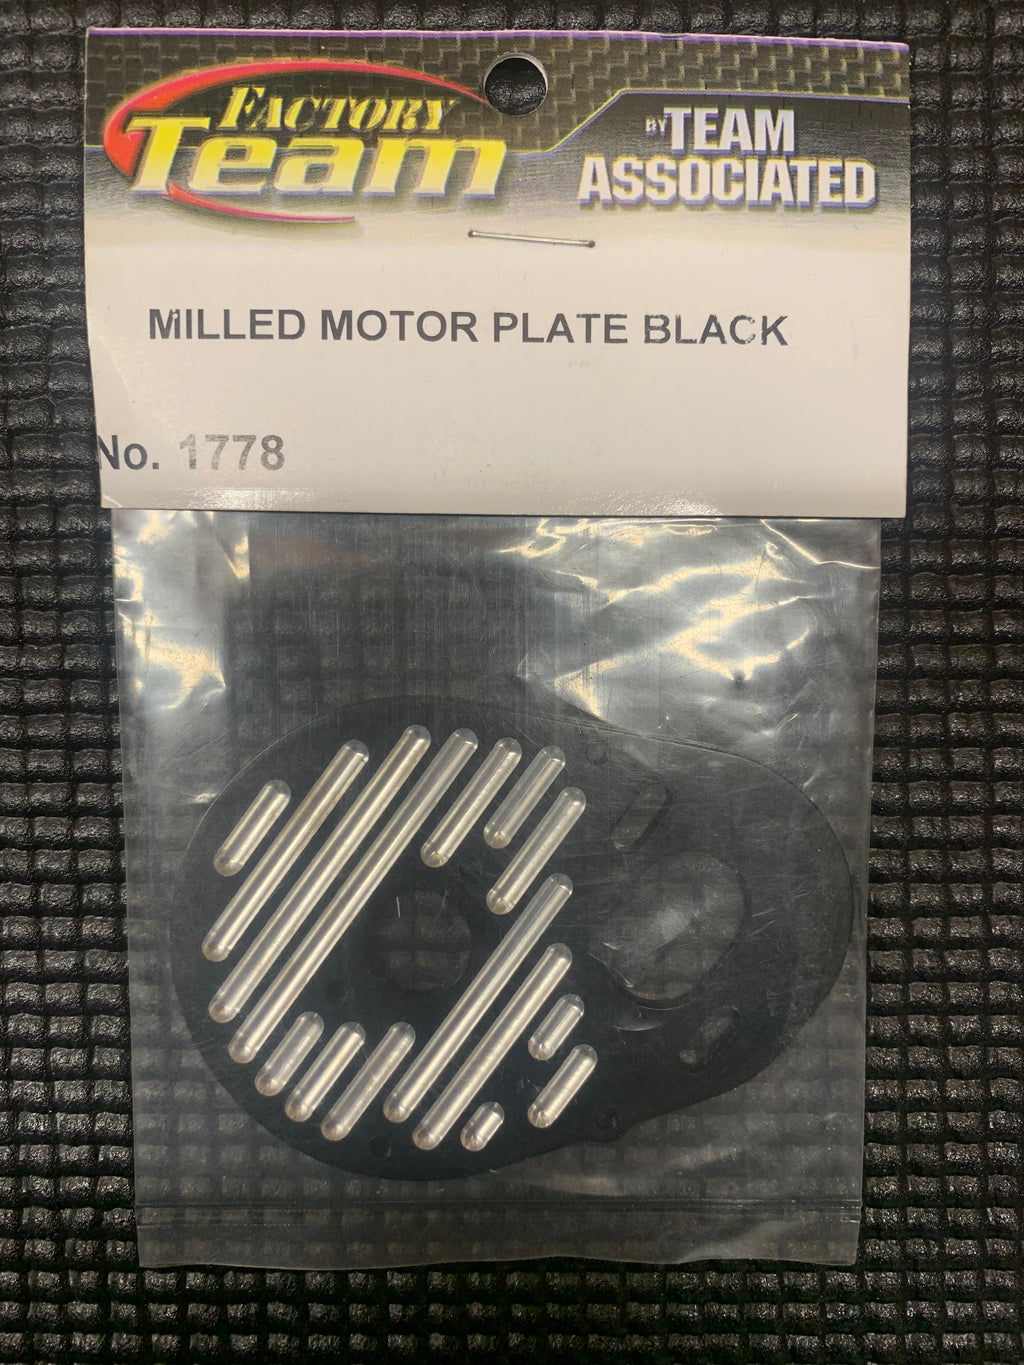 FACTORY
Team
BY TEAM
ASSOCIATED
MILLED MOTOR PLATE BLACK
No. 1778